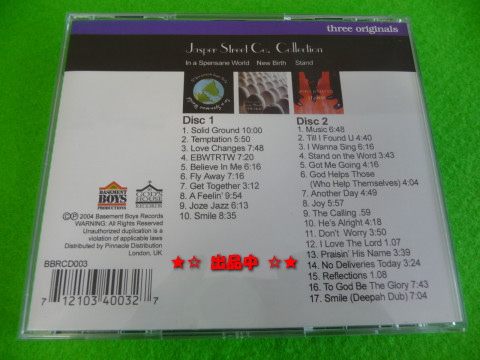 three originals
Jasper Street Co. Collection
In a Spensane World New Birth Stand
Disc 1
1. Solid Ground 10:00
2. Temptation 5:50
3. Love Changes 7:48
4. EBWTRTW 7:20
5. Believe In Me 6:16
6. Fly Away 7:16
7. Get Together 3:12
8. A Feelin' 9:54
9. Joze Jazz 6:13
10. Smile 8:35
Disc 2
1. Music 6:48
2. Till I Found U 4:40
3. I Wanna Sing 6:16
4. Stand on the Word 3:43
5. Got Me Going 4:16
6. God Helps Those
(Who Help Themselves) 4:04
7. Another Day 4:49
8. Joy 5:57
9. The Calling .59
10. He's Alright 4:18
11. Don't Worry 3:50
12. I Love The Lord 1.07
13. Praisin' His Name 3:39
14. No Deliveries Today 3:24
15. Reflections 1.08
16. To God Be The Glory 7:43
17. Smile (Deepah Dub) 7:04
BASEMENT
BOYS
PRODUCTIONS
HOUSE
RECORDS
©℗ 2004 Basement Boys Records
WARNING: All Rights Reserved
Unauthorized duplication is a
violation of applicable laws
Distributed by Pinnacle Distribution
London, UK
BBRCD003
7 12103 40032 7
★☆ 出品中 ☆★